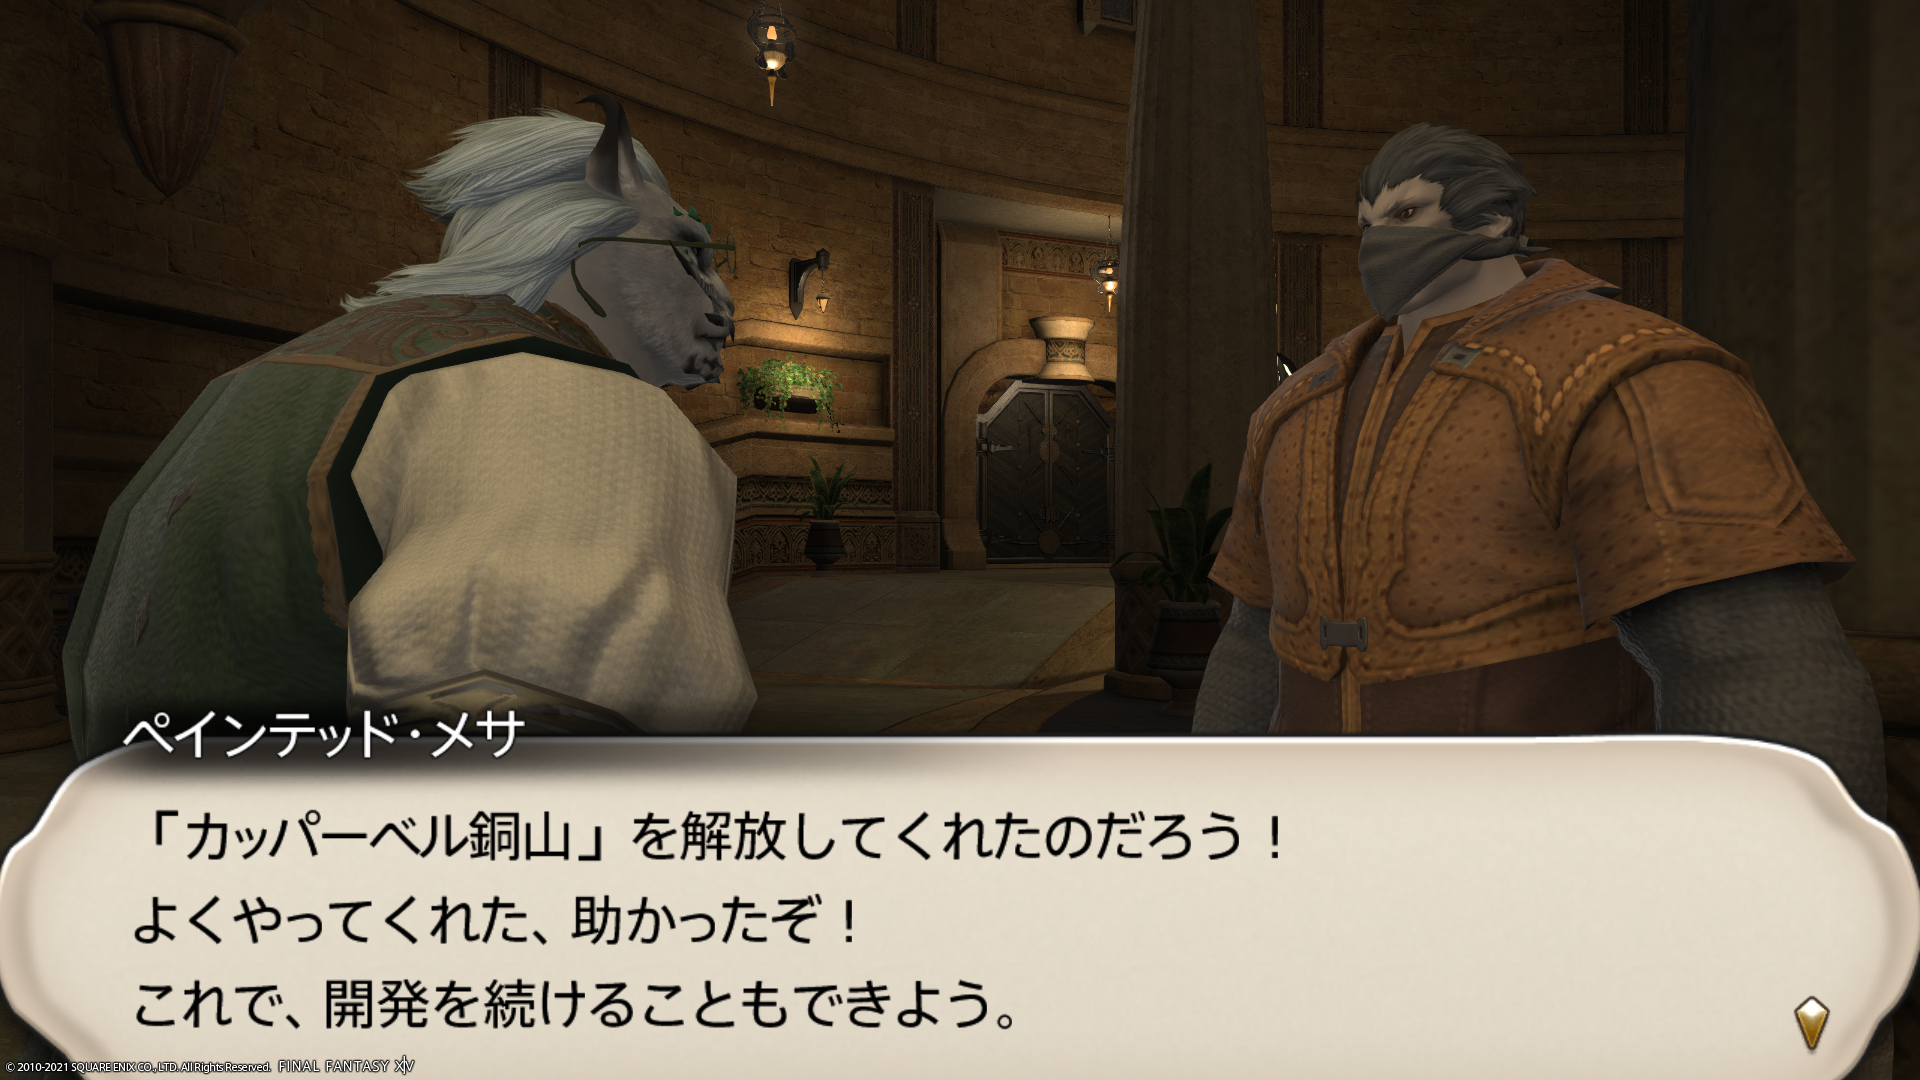 ペインテッド・メサ
「カッパーベル銅山」を解放してくれたのだろう！
よくやってくれた、助かったぞ！
これで、開発を続けることもできよう。
© 2010-2021 SQUARE ENIX CO., LTD. All Rights Reserved. FINAL FANTASY XIV